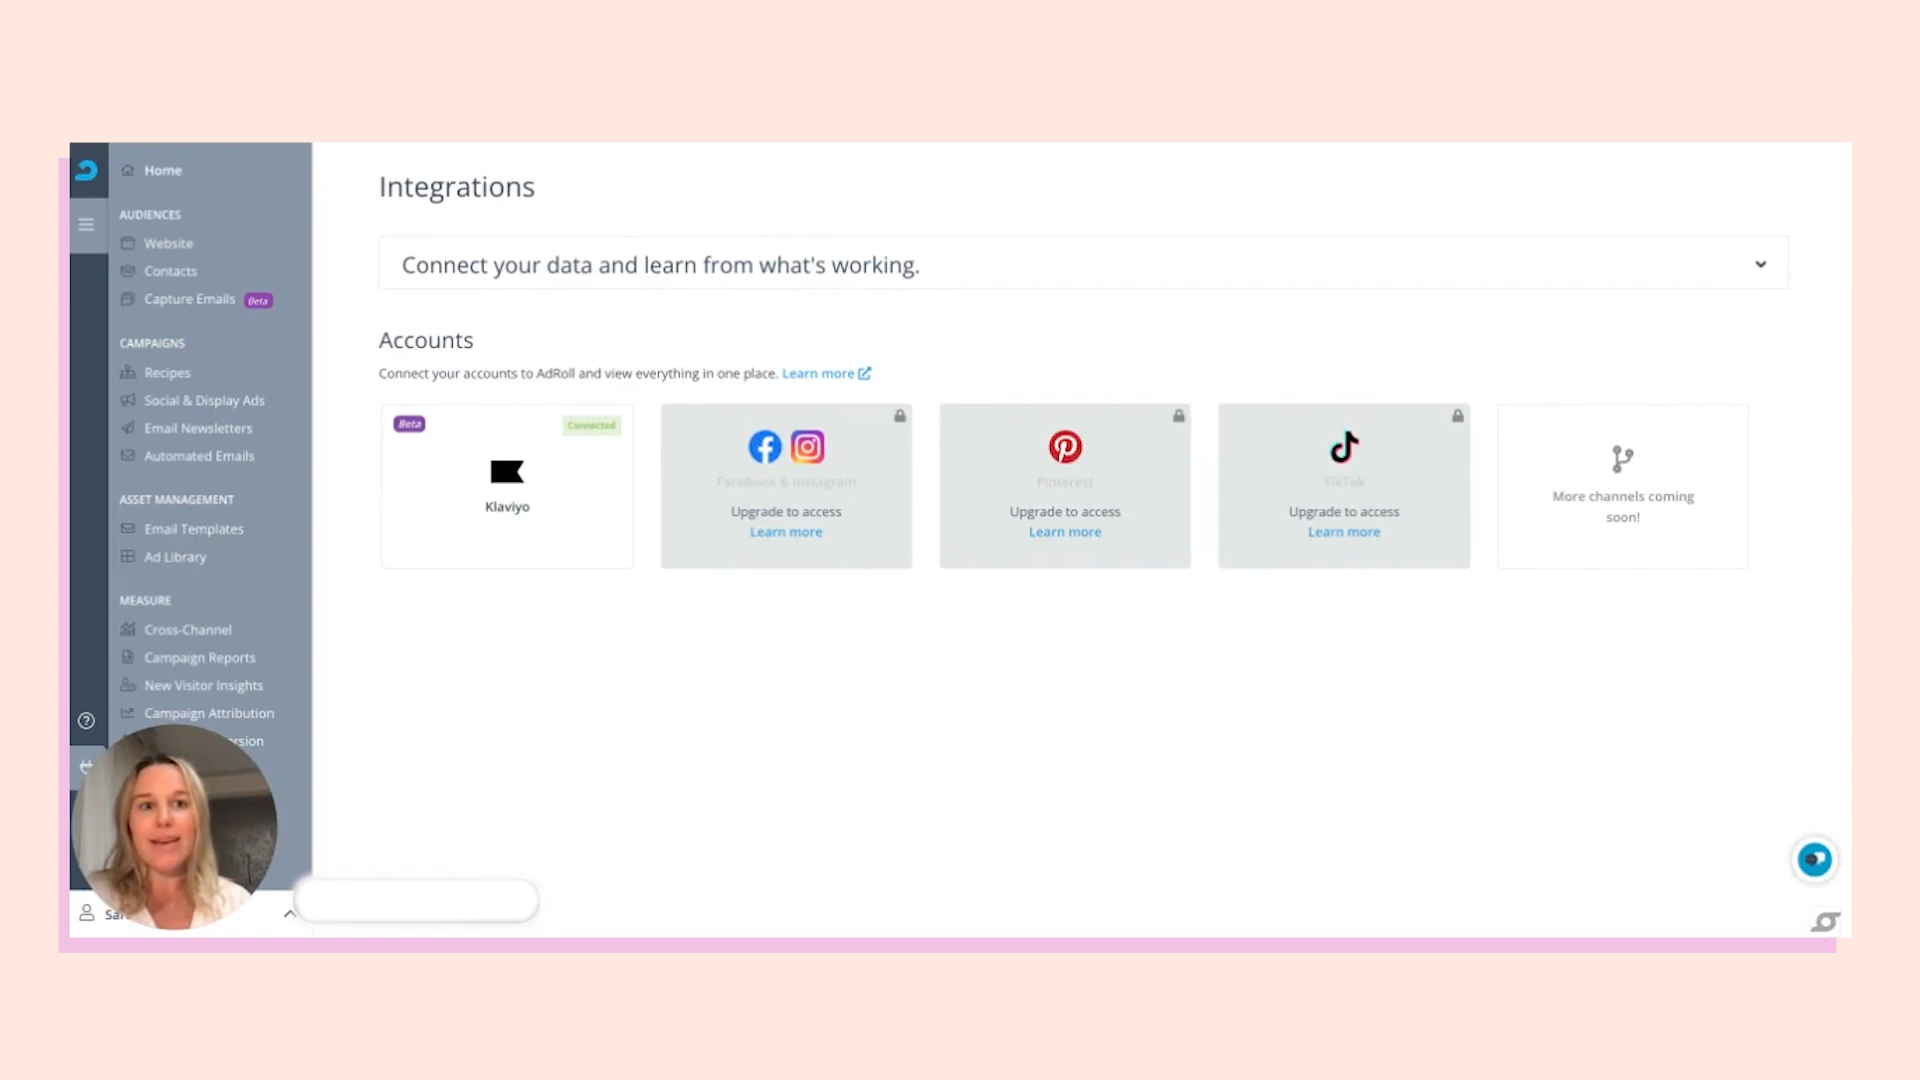 Home
AUDIENCES
Website
Contacts
Capture Emails Beta
CAMPAIGNS
Recipes
Social & Display Ads
Email Newsletters
Automated Emails
ASSET MANAGEMENT
Email Templates
Ad Library
MEASURE
Cross-Channel
Campaign Reports
New Visitor Insights
Campaign Attribution
Integrations
Connect your data and learn from what's working.
Accounts
Connect your accounts to AdRoll and view everything in one place. Learn more
Beta
Connected
Klaviyo
Facebook & Instagram
Upgrade to access
Learn more
Pinterest
Upgrade to access
Learn more
TikTok
Upgrade to access
Learn more
More channels coming
soon!